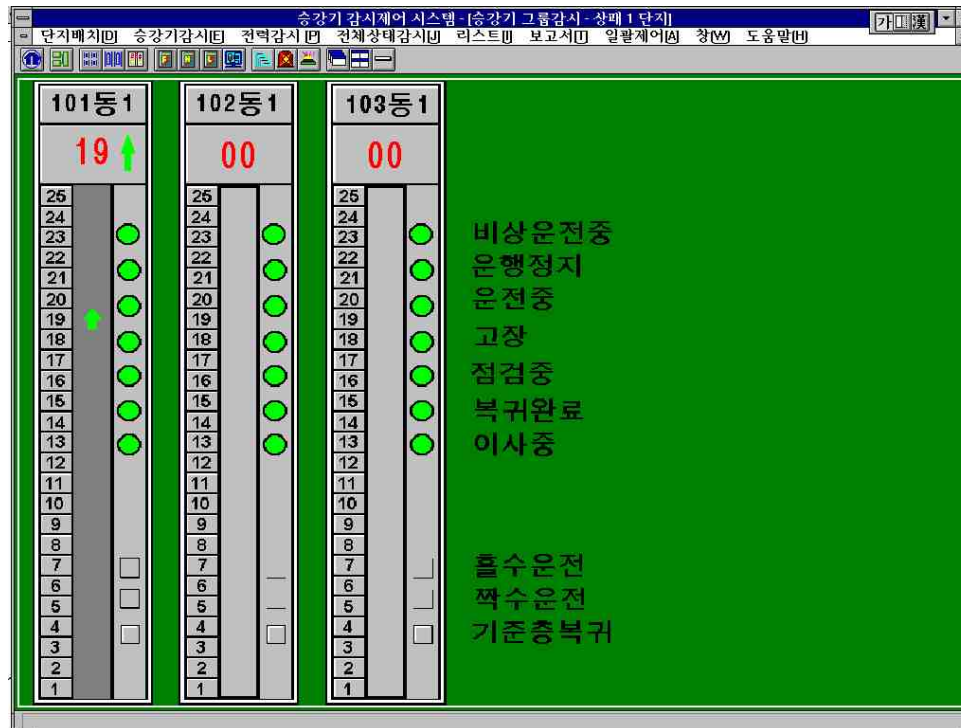 승강기 감시제어 시스템 - [승강기 그룹감시 - 상패 1 단지]
가 漢
단지배치[D] 승강기감시[E] 전력감시[P] 전체상태감시[J] 리스트[I] 보고서[T] 일괄제어[A] 창[W] 도움말[H]
101동1 102동1 103동1
19 00 00
25 25 25
24 24 24
23 23 23 비상운전중
22 22 22
21 21 21 운행정지
20 20 20 운전중
19 19 19
18 18 18 고장
17 17 17
16 16 16 점검중
15 15 15
14 14 14 복귀완료
13 13 13 이사중
12 12 12
11 11 11
10 10 10
9 9 9
8 8 8
7 7 7 홀수운전
6 6 6
5 5 5 짝수운전
4 4 4 기준층복귀
3 3 3
2 2 2
1 1 1